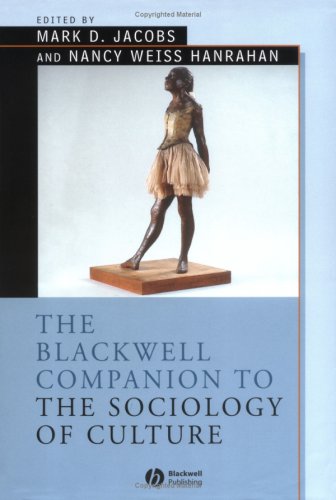 EDITED BY
MARK D. JACOBS
AND NANCY WEISS HANRAHAN
THE
BLACKWELL
COMPANION TO
THE SOCIOLOGY
OF CULTURE
Blackwell
Publishing